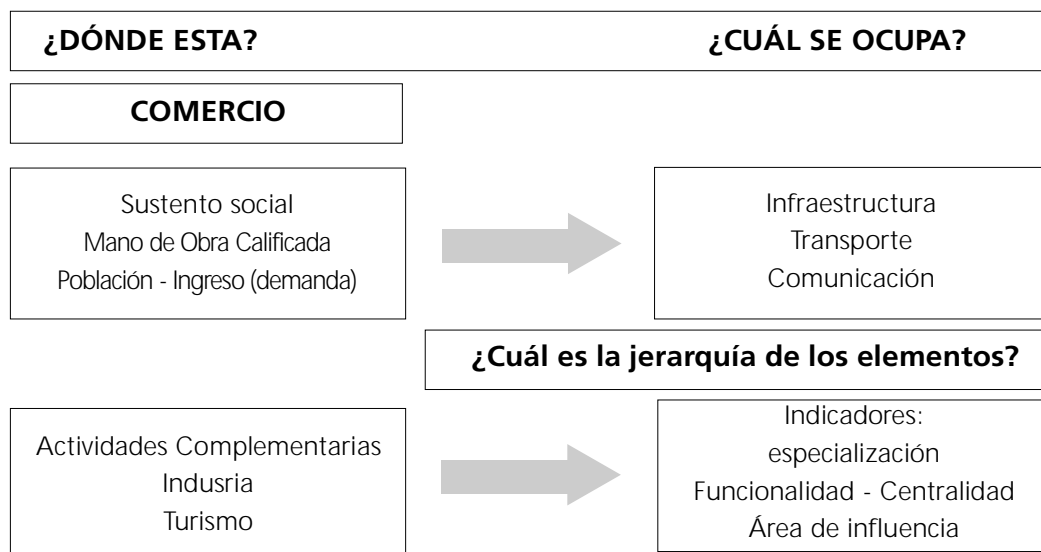 ¿DÓNDE ESTA? ¿CUÁL SE OCUPA?
COMERCIO
Sustento social
Mano de Obra Calificada
Población - Ingreso (demanda)
Infraestructura
Transporte
Comunicación
¿Cuál es la jerarquía de los elementos?
Actividades Complementarias
Indusria
Turismo
Indicadores:
especialización
Funcionalidad - Centralidad
Área de influencia